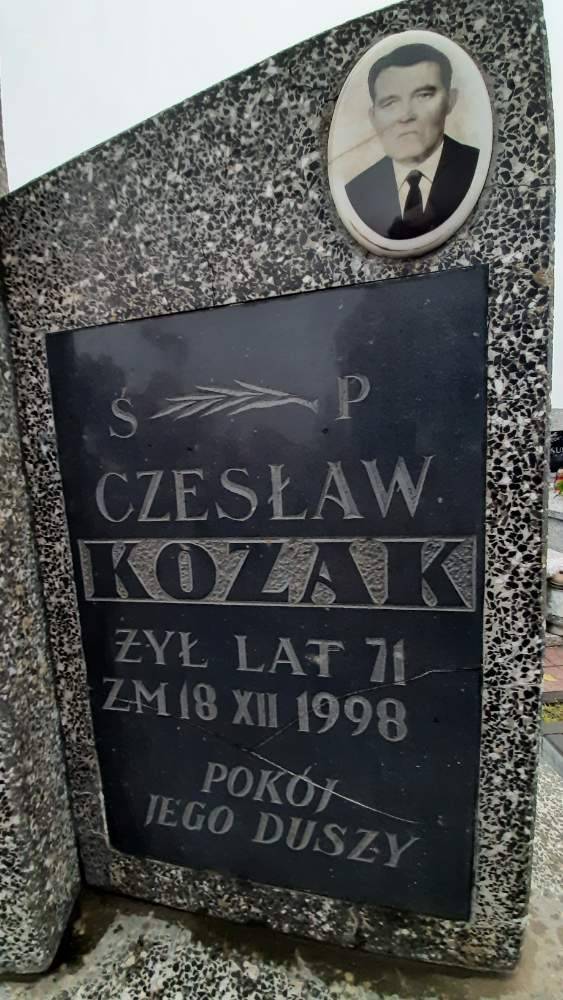 Ś P
CZESŁAW
KOZAK
ŻYŁ LAT 71
ZM 18 XII 1998
POKÓJ
JEGO DUSZY